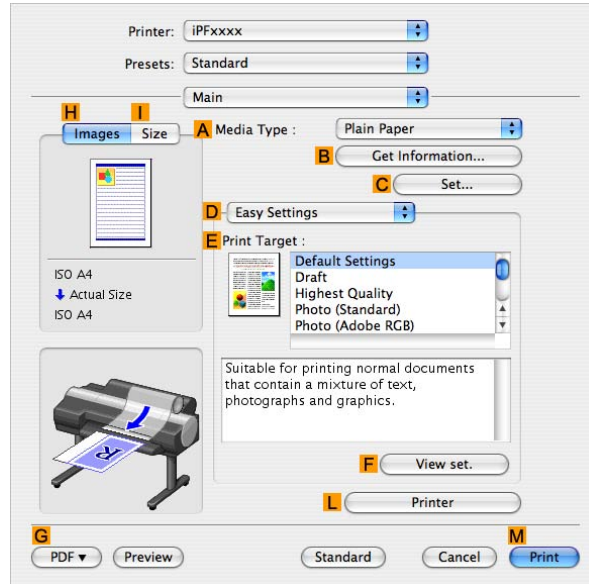 Printer: iPFxxxx
Presets: Standard
Main
H I
Images Size
A Media Type : Plain Paper
B Get Information...
C Set...
D Easy Settings
E Print Target :
Default Settings
Draft
Highest Quality
Photo (Standard)
Photo (Adobe RGB)
ISO A4
Actual Size
ISO A4
Suitable for printing normal documents
that contain a mixture of text,
photographs and graphics.
R
F View set.
L Printer
G M
PDF▼ Preview Standard Cancel Print